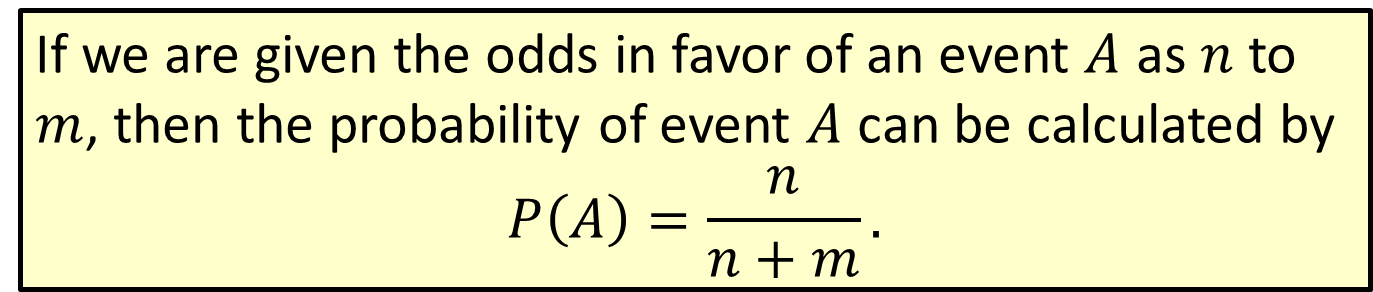 If we are given the odds in favor of an event A as n to
m, then the probability of event A can be calculated by
P(A) = n / (n + m).